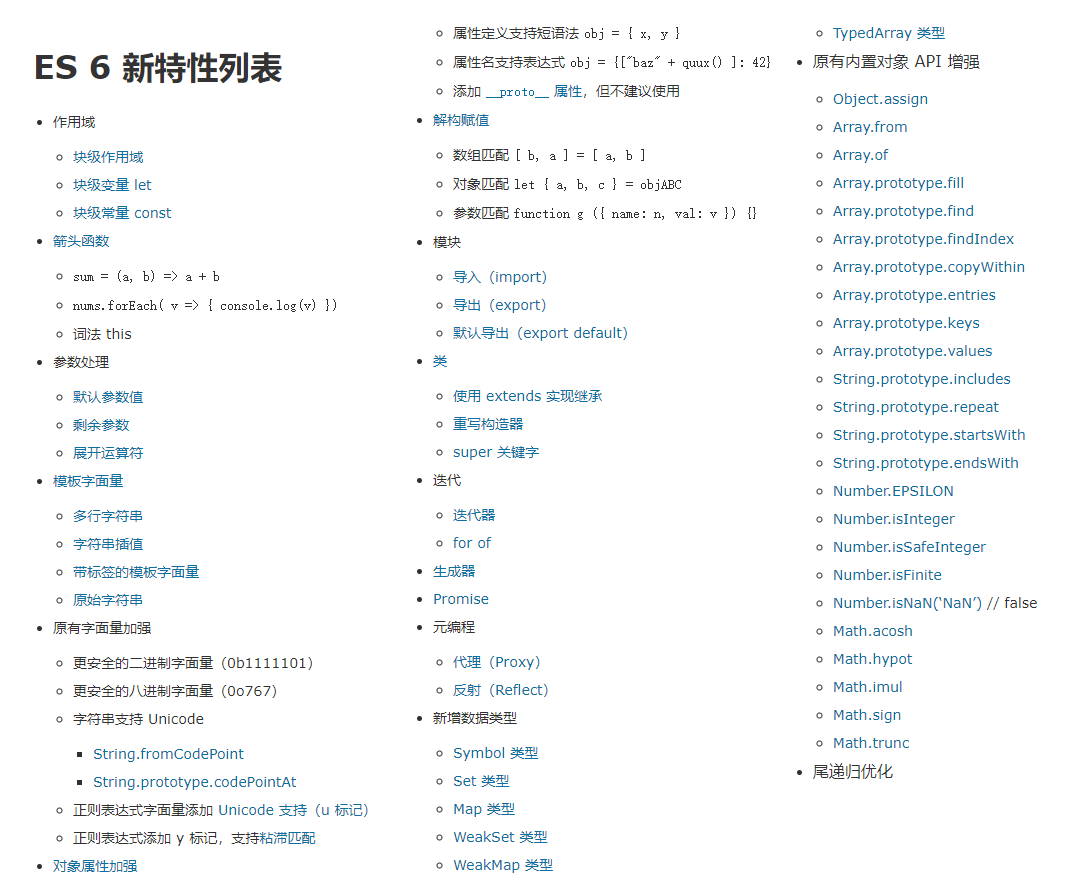 ES 6 新特性列表
作用域
块级作用域
块级变量 let
块级常量 const
箭头函数
sum = (a, b) => a + b
nums.forEach( v => { console.log(v) })
词法 this
参数处理
默认参数值
剩余参数
展开运算符
模板字面量
多行字符串
字符串插值
带标签的模板字面量
原始字符串
原有字面量加强
更安全的二进制字面量（0b1111101）
更安全的八进制字面量（0o767）
字符串支持 Unicode
String.fromCodePoint
String.prototype.codePointAt
正则表达式字面量添加 Unicode 支持（u 标记）
正则表达式添加 y 标记，支持粘滞匹配
对象属性加强
属性定义支持短语法 obj = { x, y }
属性名支持表达式 obj = {["baz" + quux() ]: 42}
添加 __proto__ 属性，但不建议使用
解构赋值
数组匹配 [ b, a ] = [ a, b ]
对象匹配 let { a, b, c } = objABC
参数匹配 function g ({ name: n, val: v }) {}
模块
导入（import）
导出（export）
默认导出（export default）
类
使用 extends 实现继承
重写构造器
super 关键字
迭代
迭代器
for of
生成器
Promise
元编程
代理（Proxy）
反射（Reflect）
新增数据类型
Symbol 类型
Set 类型
Map 类型
WeakSet 类型
WeakMap 类型
TypedArray 类型
原有内置对象 API 增强
Object.assign
Array.from
Array.of
Array.prototype.fill
Array.prototype.find
Array.prototype.findIndex
Array.prototype.copyWithin
Array.prototype.entries
Array.prototype.keys
Array.prototype.values
String.prototype.includes
String.prototype.repeat
String.prototype.startsWith
String.prototype.endsWith
Number.EPSILON
Number.isInteger
Number.isSafeInteger
Number.isFinite
Number.isNaN(‘NaN’) // false
Math.acosh
Math.hypot
Math.imul
Math.sign
Math.trunc
尾递归优化